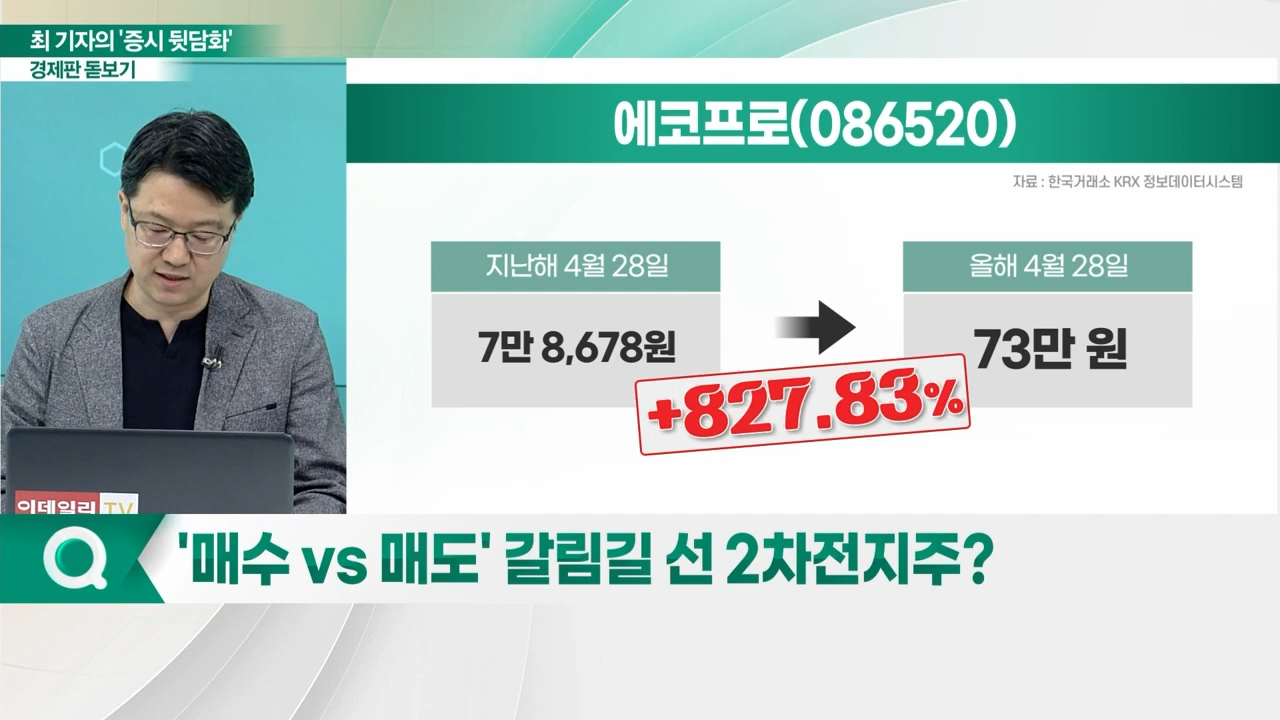 최 기자의 '증시 뒷담화'
경제판 돋보기
에코프로(086520)
자료 : 한국거래소 KRX 정보데이터시스템
지난해 4월 28일
올해 4월 28일
7만 8,678원
73만 원
+827.83%
이데일리 TV
'매수 vs 매도' 갈림길 선 2차전지주?